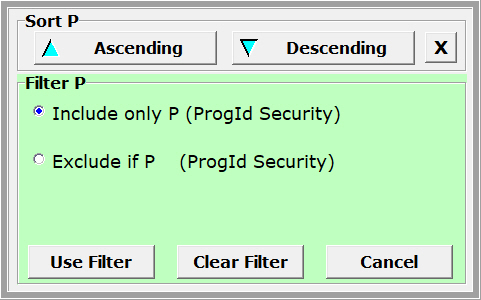 Sort P
Ascending Descending X
Filter P
Include only P (ProgId Security)
Exclude if P (ProgId Security)
Use Filter Clear Filter Cancel